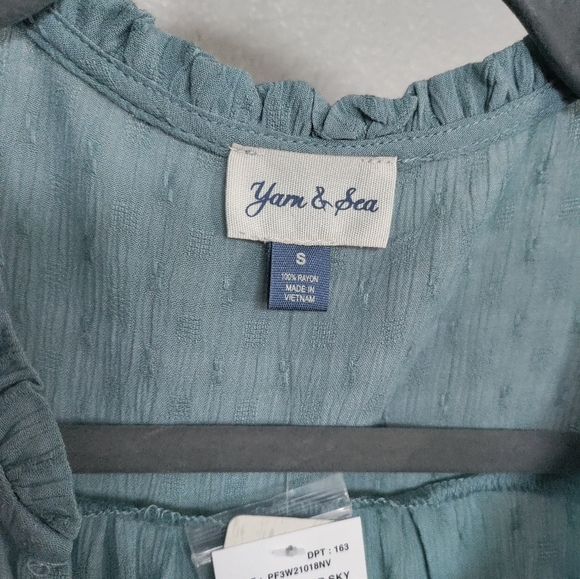 Yarn & Sea
S
100% RAYON
MADE IN
VIETNAM
DPT : 163
: PF3W21018NV
SKY